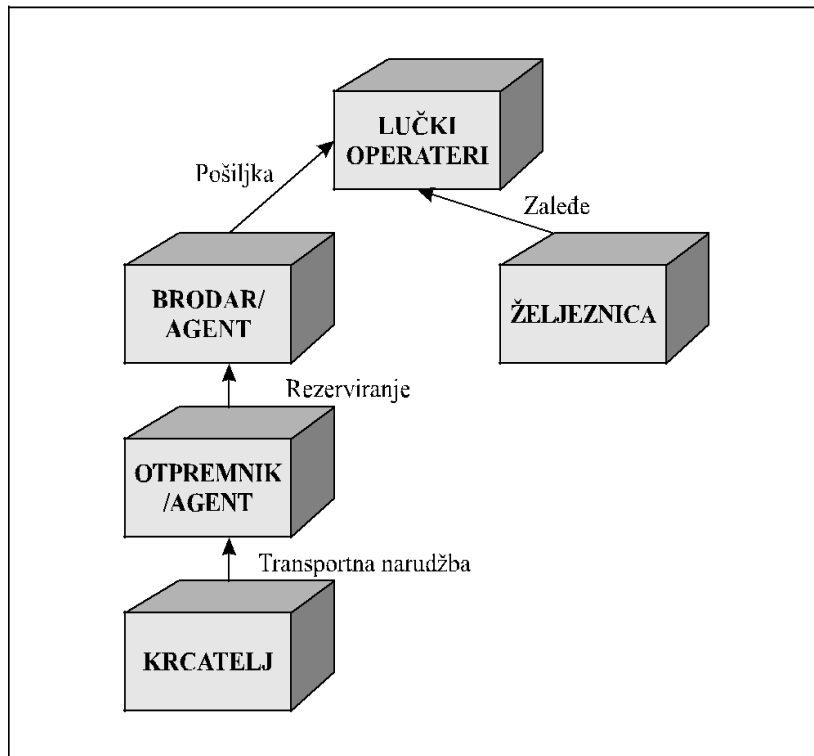 LUČKI
OPERATERI
Pošiljka
Zaleđe
BRODAR/
AGENT
ŽELJEZNICA
Rezerviranje
OTPREMNIK
/AGENT
Transportna narudžba
KRCATELJ